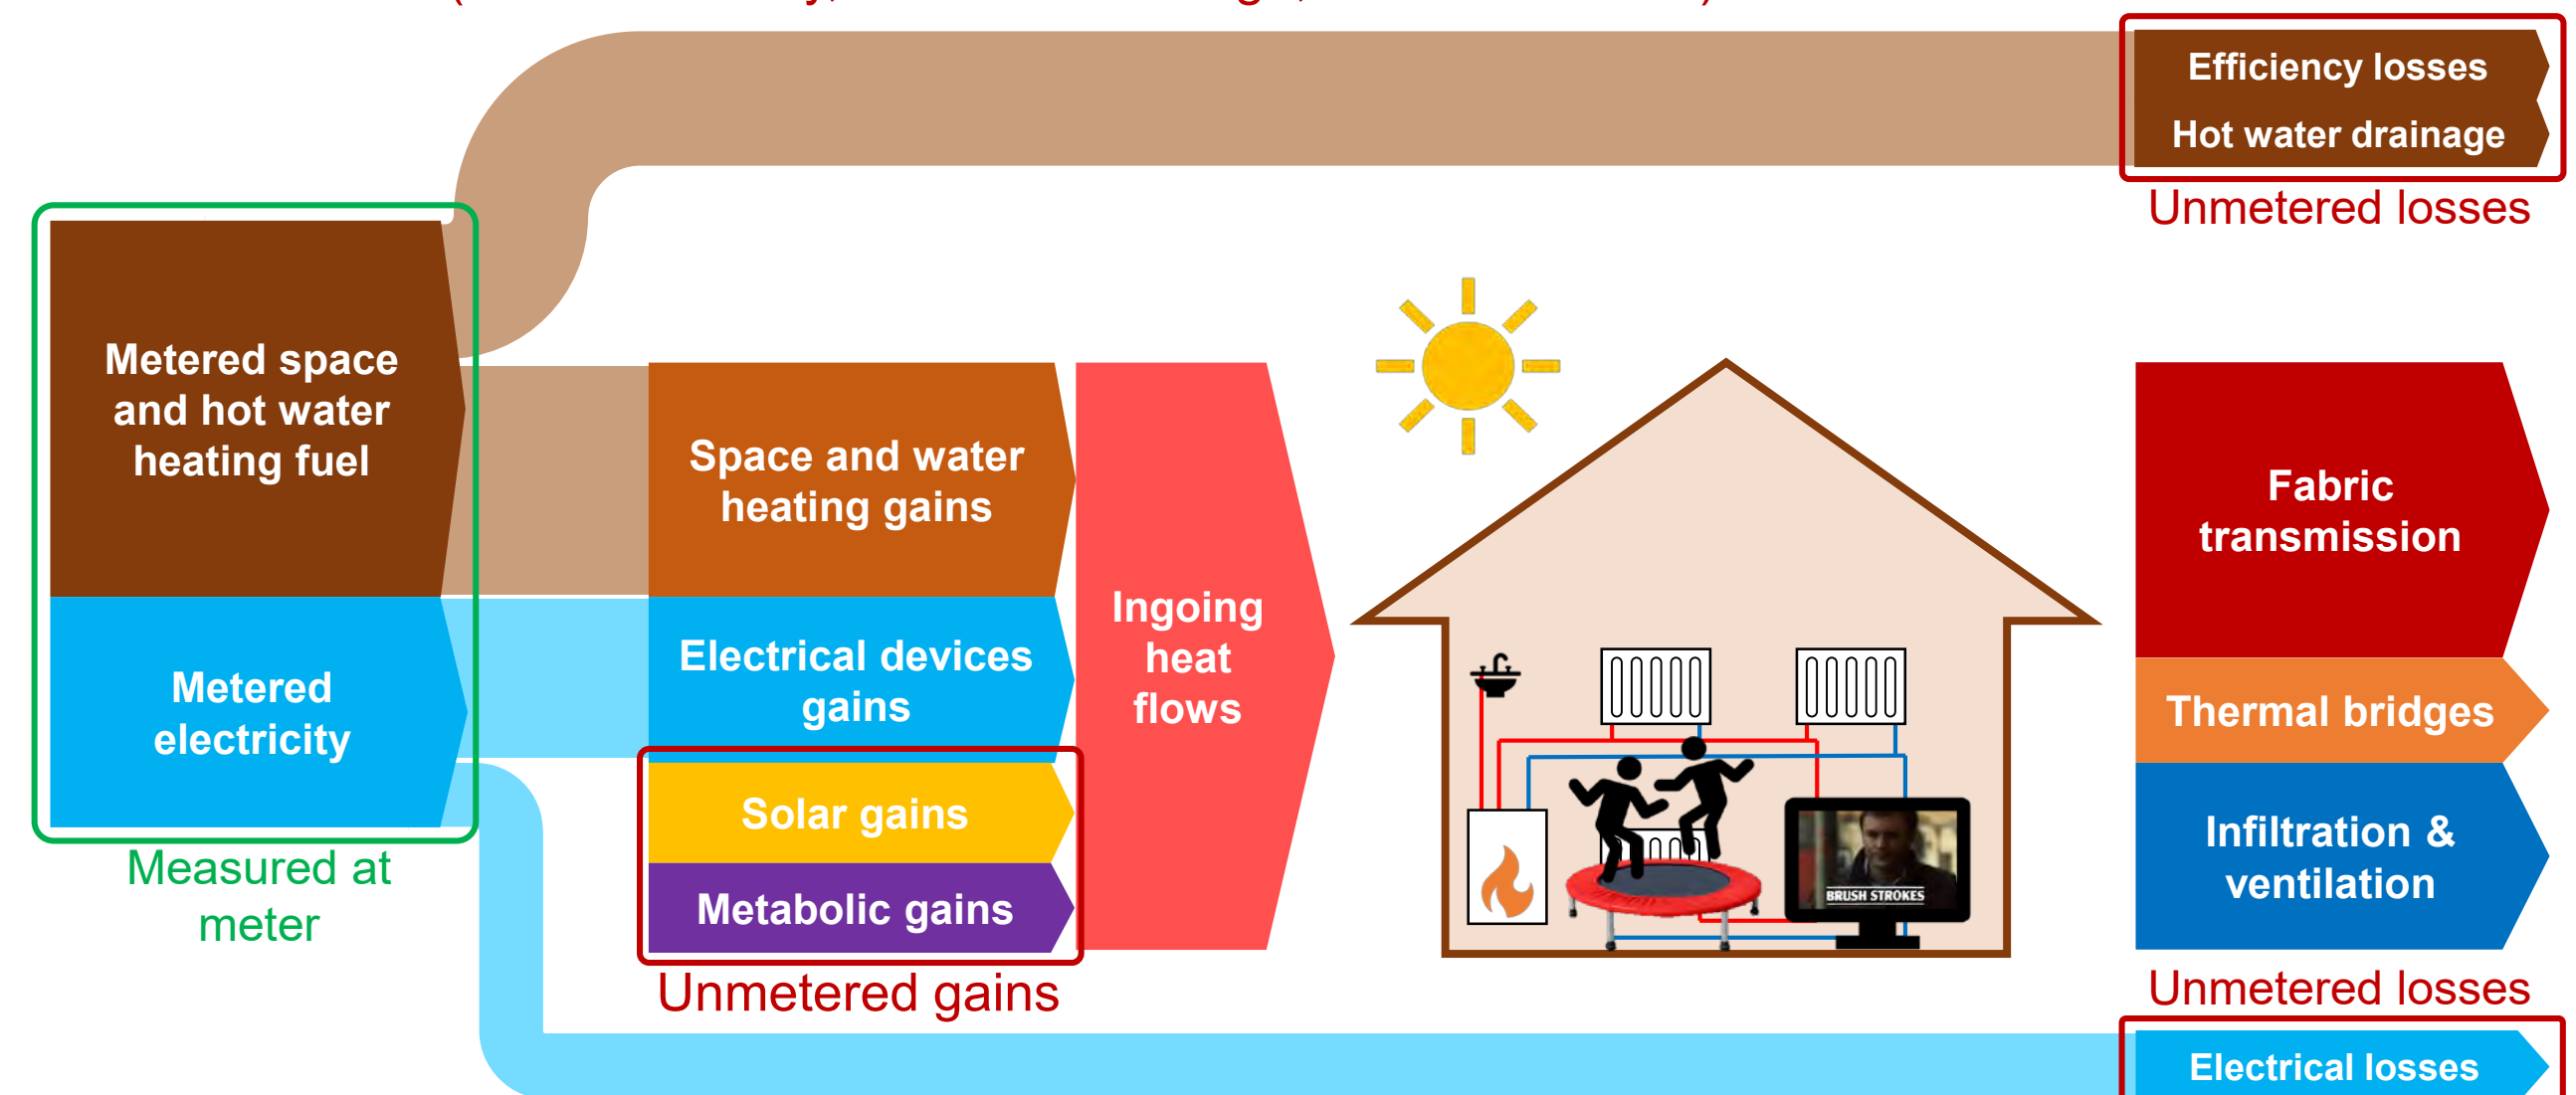 Efficiency losses
Hot water drainage
Unmetered losses
Metered space
and hot water
heating fuel
Metered
electricity
Measured at
meter
Space and water
heating gains
Electrical devices
gains
Solar gains
Metabolic gains
Unmetered gains
Ingoing
heat
flows
BRUSH STROKES
Fabric
transmission
Thermal bridges
Infiltration &
ventilation
Unmetered losses
Electrical losses